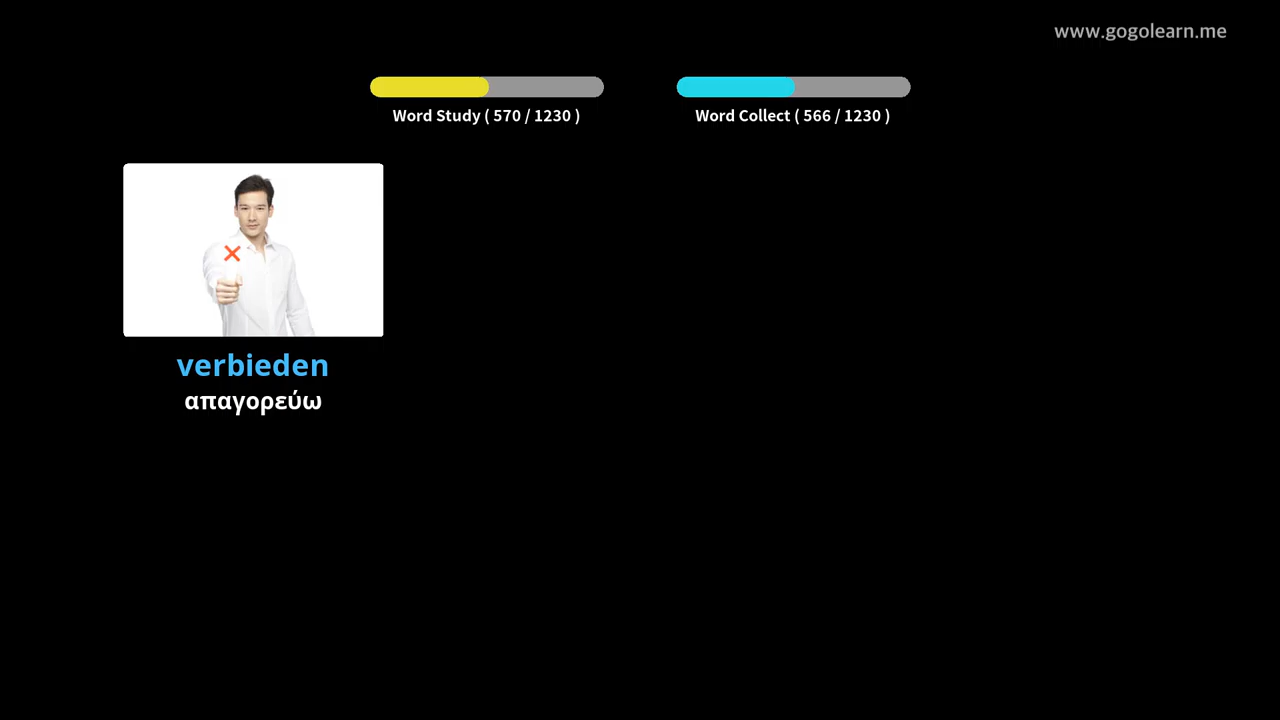 www.gogolearn.me
Word Study ( 570 / 1230 )
Word Collect ( 566 / 1230 )
verbieden
απαγορεύω